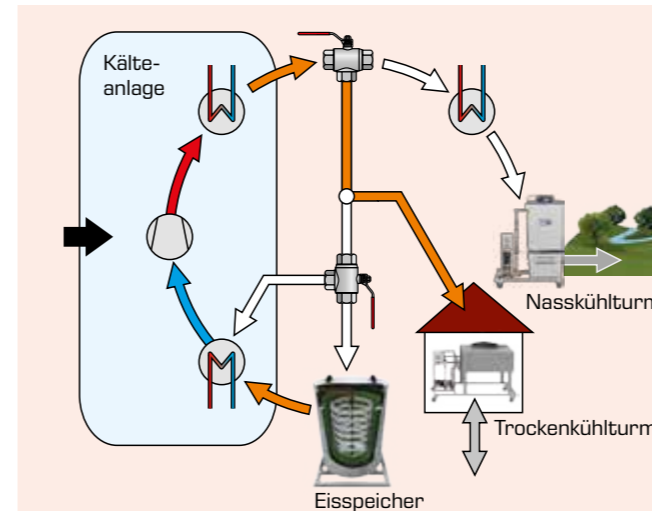 Kälte-
anlage
Nasskühlturm
Trockenkühlturm
Eisspeicher